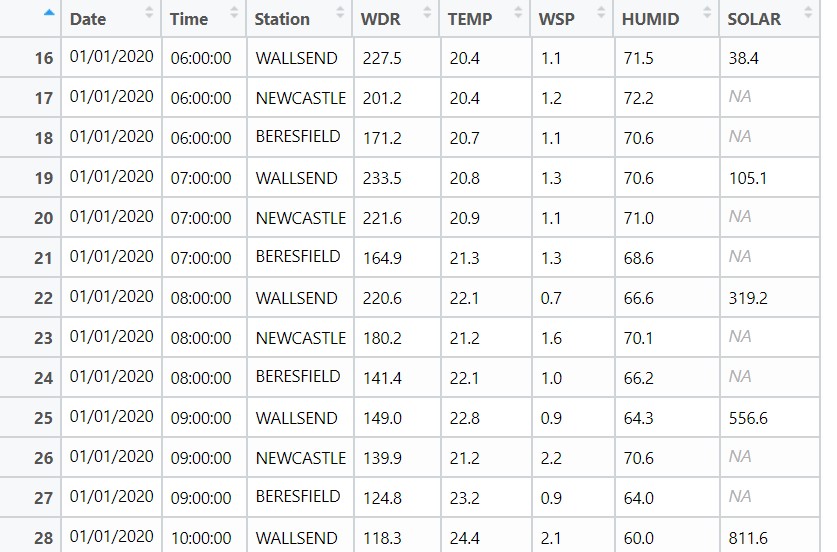 Date Time Station WDR TEMP WSP HUMID SOLAR
16 01/01/2020 06:00:00 WALLSEND 227.5 20.4 1.1 71.5 38.4
17 01/01/2020 06:00:00 NEWCASTLE 201.2 20.4 1.2 72.2 NA
18 01/01/2020 06:00:00 BERESFIELD 171.2 20.7 1.1 70.6 NA
19 01/01/2020 07:00:00 WALLSEND 233.5 20.8 1.3 70.6 105.1
20 01/01/2020 07:00:00 NEWCASTLE 221.6 20.9 1.1 71.0 NA
21 01/01/2020 07:00:00 BERESFIELD 164.9 21.3 1.3 68.6 NA
22 01/01/2020 08:00:00 WALLSEND 220.6 22.1 0.7 66.6 319.2
23 01/01/2020 08:00:00 NEWCASTLE 180.2 21.2 1.6 70.1 NA
24 01/01/2020 08:00:00 BERESFIELD 141.4 22.1 1.0 66.2 NA
25 01/01/2020 09:00:00 WALLSEND 149.0 22.8 0.9 64.3 556.6
26 01/01/2020 09:00:00 NEWCASTLE 139.9 21.2 2.2 70.6 NA
27 01/01/2020 09:00:00 BERESFIELD 124.8 23.2 0.9 64.0 NA
28 01/01/2020 10:00:00 WALLSEND 118.3 24.4 2.1 60.0 811.6